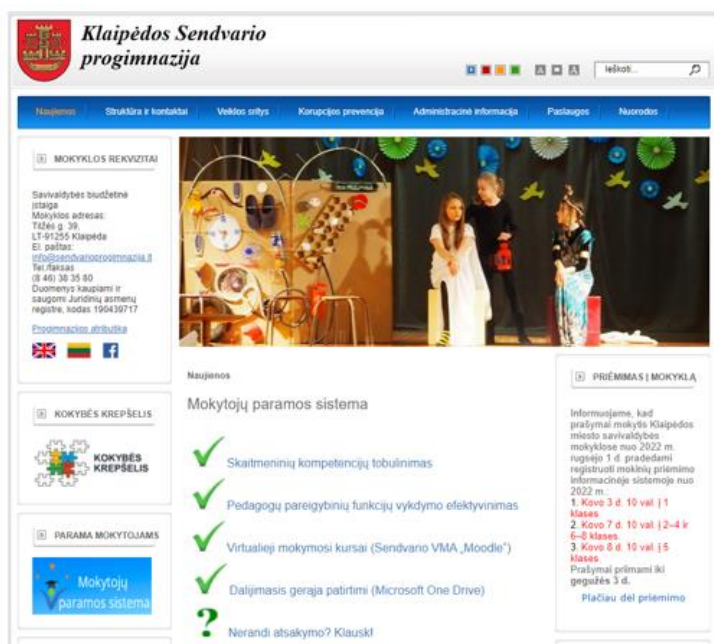 Klaipėdos Sendvario
progimnazija
Ieškoti...
Naujienos
Struktūra ir kontaktai
Veiklos sritys
Korupcijos prevencija
Administracinė informacija
Paslaugos
Nuorodos
MOKYKLOS REKVIZITAI
Savivaldybės biudžetinė
įstaiga
Mokyklos adresas:
Tilžės g. 39,
LT-91255 Klaipėda
El. paštas:
info@sendvarioprogimnazija.lt
Tel./faksas
(8 46) 38 35 80
Duomenys kaupiami ir
saugomi Juridinių asmenų
registre, kodas 190439717
Progimnazijos atributika
KOKYBĖS KREPŠELIS
KOKYBĖS
KREPŠELIS
PARAMA MOKYTOJAMS
Mokytojų
paramos sistema
Naujienos
Mokytojų paramos sistema
Skaitmeninių kompetencijų tobulinimas
Pedagogų pareigybinių funkcijų vykdymo efektyvinimas
Virtualieji mokymosi kursai (Sendvario VMA „Moodle“)
Dalijimasis gerąja patirtimi (Microsoft One Drive)
Nerandi atsakymo? Klausk!
PRIĖMIMAS Į MOKYKLĄ
Informuojame, kad
prašymai mokytis Klaipėdos
miesto savivaldybės
mokyklose nuo 2022 m.
rugsėjo 1 d. pradedami
registruoti mokinių priėmimo
informacinėje sistemoje nuo
2022 m.:
1. Kovo 3 d. 10 val. į 1
klases.
2. Kovo 7 d. 10 val. į 2–4 ir
6–8 klases.
3. Kovo 8 d. 10 val. į 5
klases.
Prašymai priimami iki
gegužės 3 d.
Plačiau dėl priėmimo